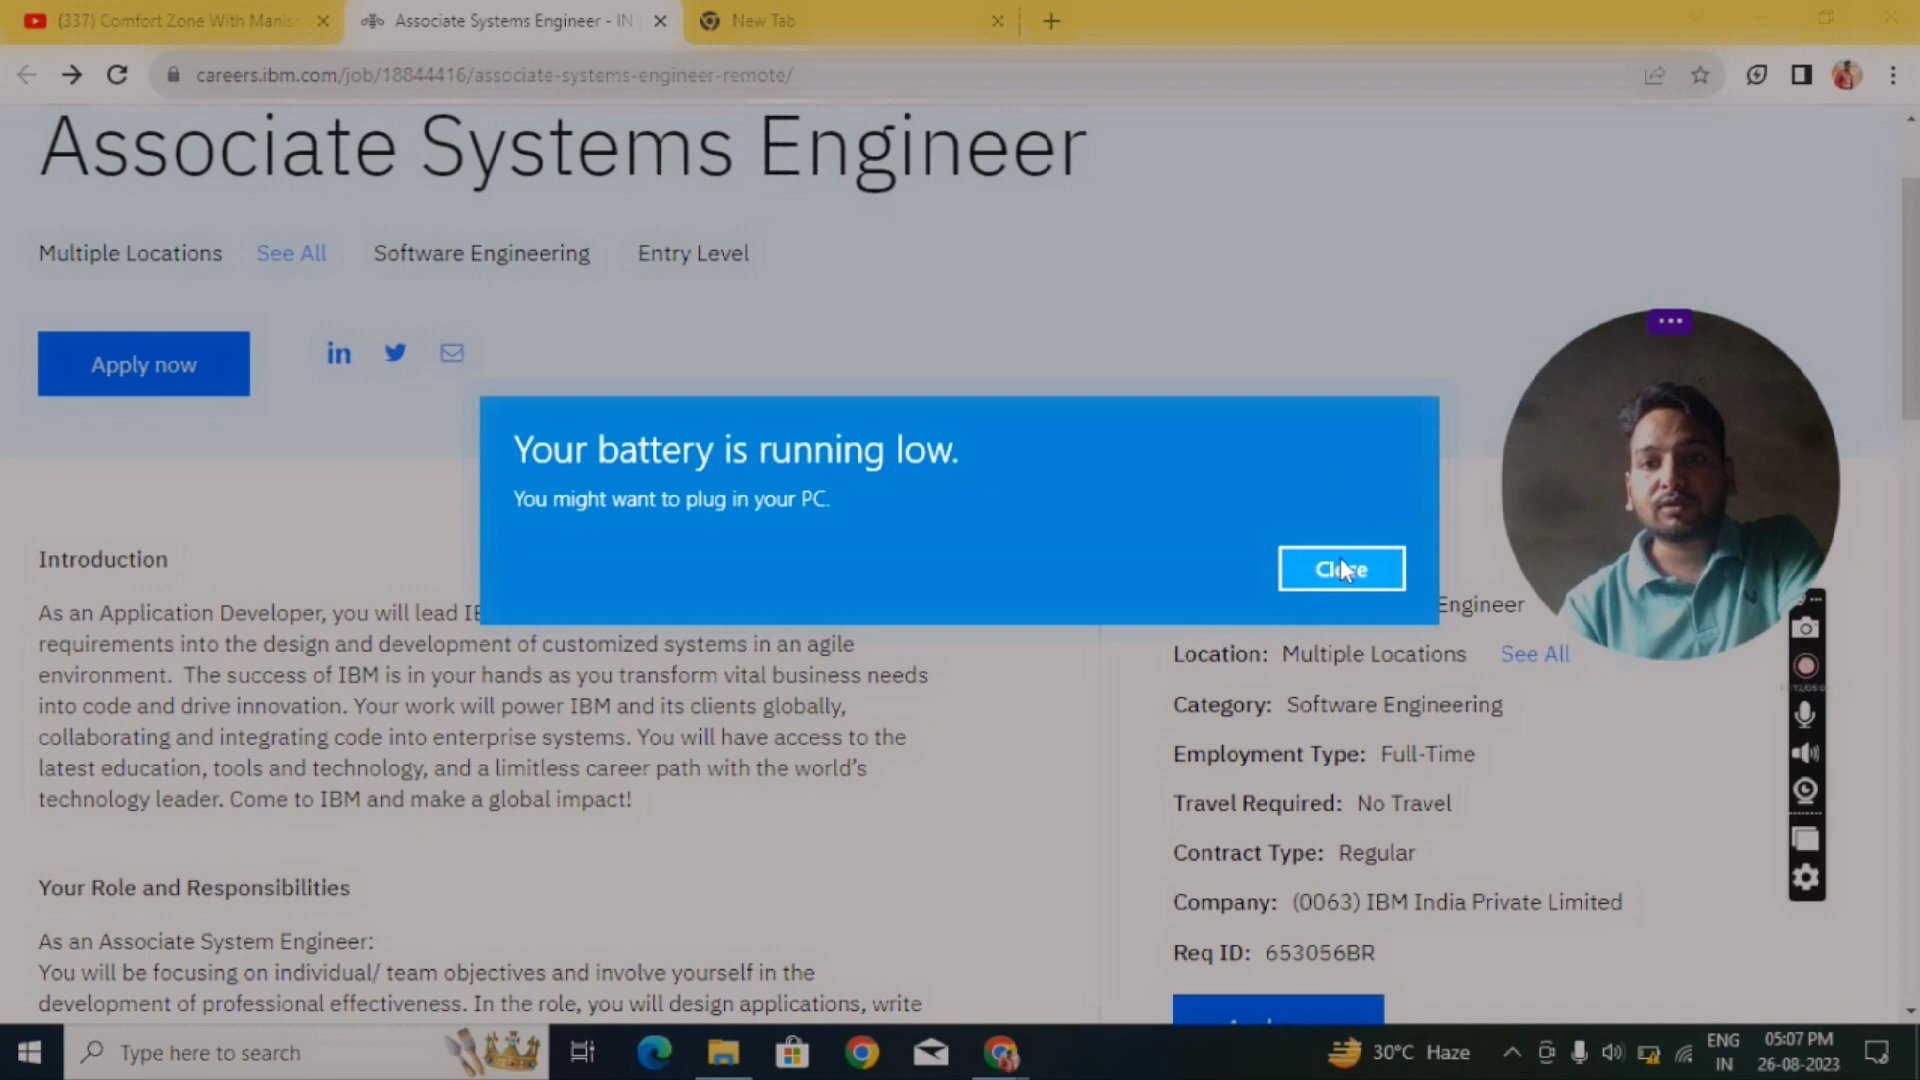 (337) Comfort Zone With Manis
Associate Systems Engineer - IN
New Tab
careers.ibm.com/job/18844416/associate-systems-engineer-remote/
Associate Systems Engineer
Multiple Locations See All Software Engineering Entry Level
Apply now
in
Your battery is running low.
You might want to plug in your PC.
Close
Introduction
As an Application Developer, you will lead IB
requirements into the design and development of customized systems in an agile
environment. The success of IBM is in your hands as you transform vital business needs
into code and drive innovation. Your work will power IBM and its clients globally,
collaborating and integrating code into enterprise systems. You will have access to the
latest education, tools and technology, and a limitless career path with the world's
technology leader. Come to IBM and make a global impact!
Your Role and Responsibilities
As an Associate System Engineer:
You will be focusing on individual/ team objectives and involve yourself in the
development of professional effectiveness. In the role, you will design applications, write
Engineer
Location: Multiple Locations See All
Category: Software Engineering
Employment Type: Full-Time
Travel Required: No Travel
Contract Type: Regular
Company: (0063) IBM India Private Limited
Req ID: 653056BR
Type here to search
30°C Haze
ENG
IN
05:07 PM
26-08-2023